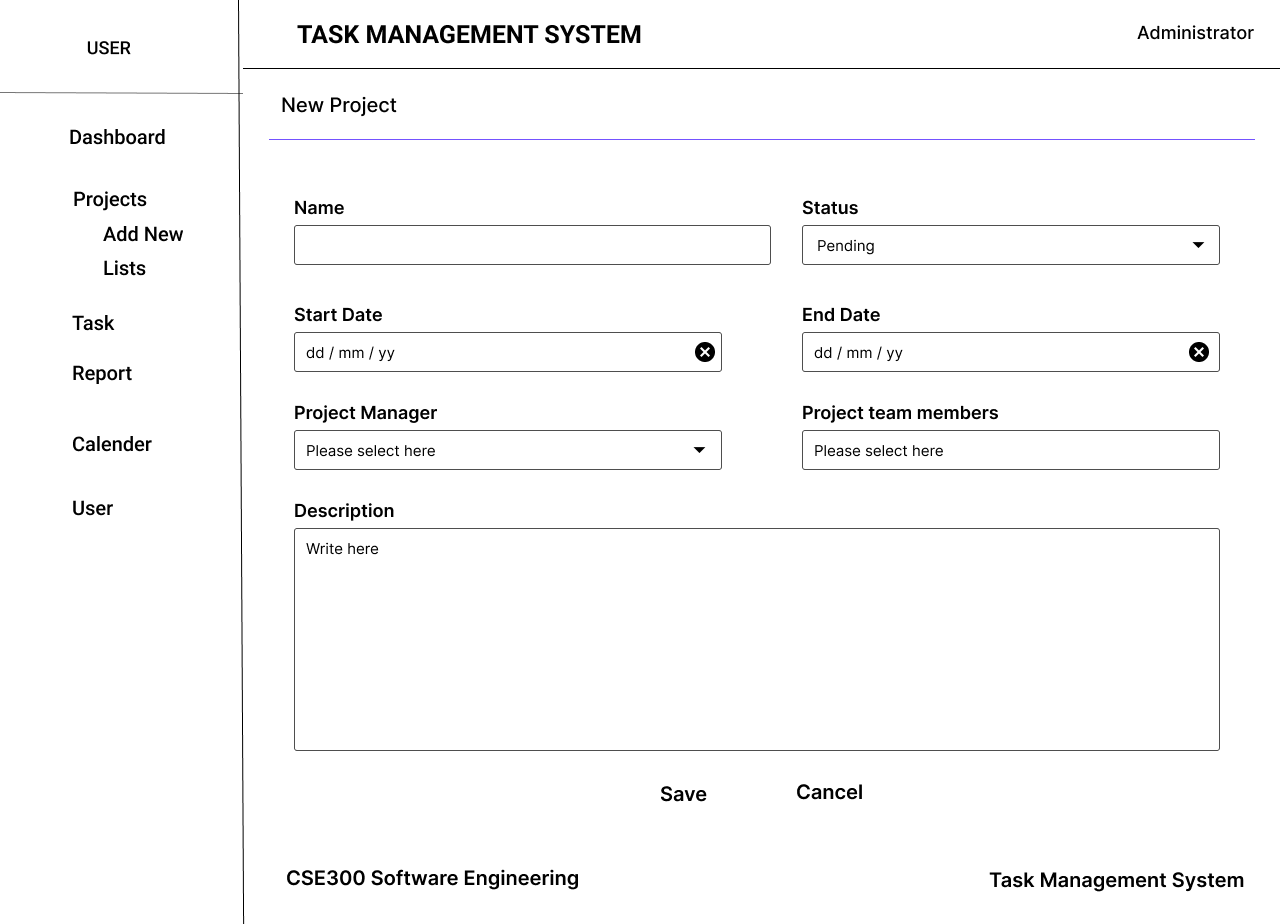 USER
Dashboard
Projects
Add New
Lists
Task
Report
Calender
User
TASK MANAGEMENT SYSTEM
Administrator
New Project
Name
Status
Pending
Start Date
End Date
dd / mm / yy
dd / mm / yy
Project Manager
Project team members
Please select here
Please select here
Description
Write here
Save
Cancel
CSE300 Software Engineering
Task Management System